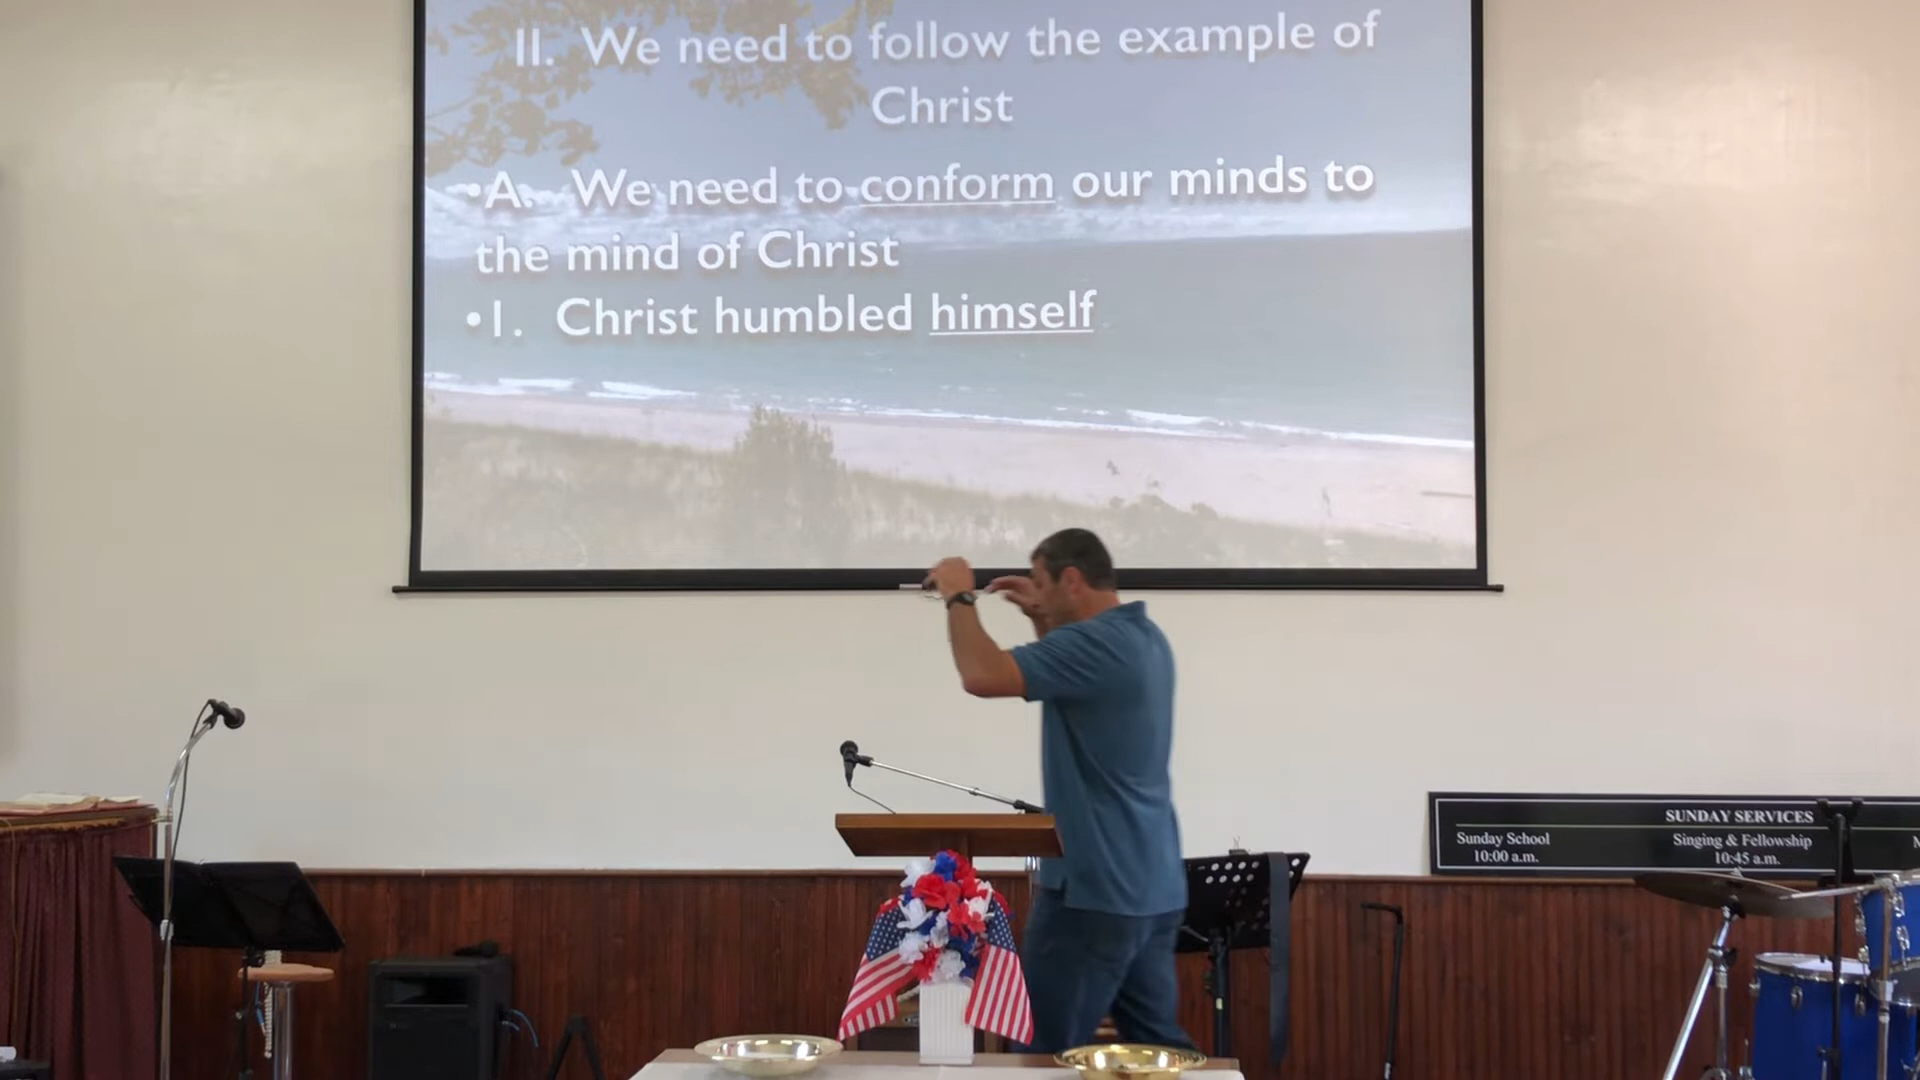 II. We need to follow the example of
Christ
•A. We need to conform our minds to
the mind of Christ
•1. Christ humbled himself
SUNDAY SERVICES
Sunday School
10:00 a.m.
Singing & Fellowship
10:45 a.m.
M